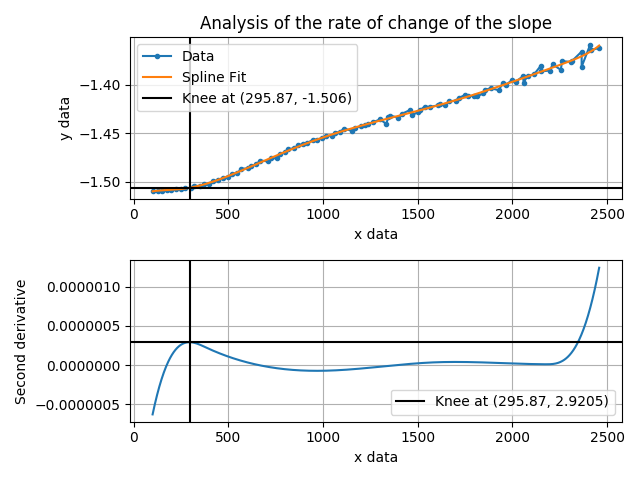 Analysis of the rate of change of the slope
Data
Spline Fit
Knee at (295.87, -1.506)
y data
−1.40
−1.45
−1.50
0 500 1000 1500 2000 2500
x data
Second derivative
0.0000010
0.0000005
0.0000000
−0.0000005
Knee at (295.87, 2.9205)
0 500 1000 1500 2000 2500
x data